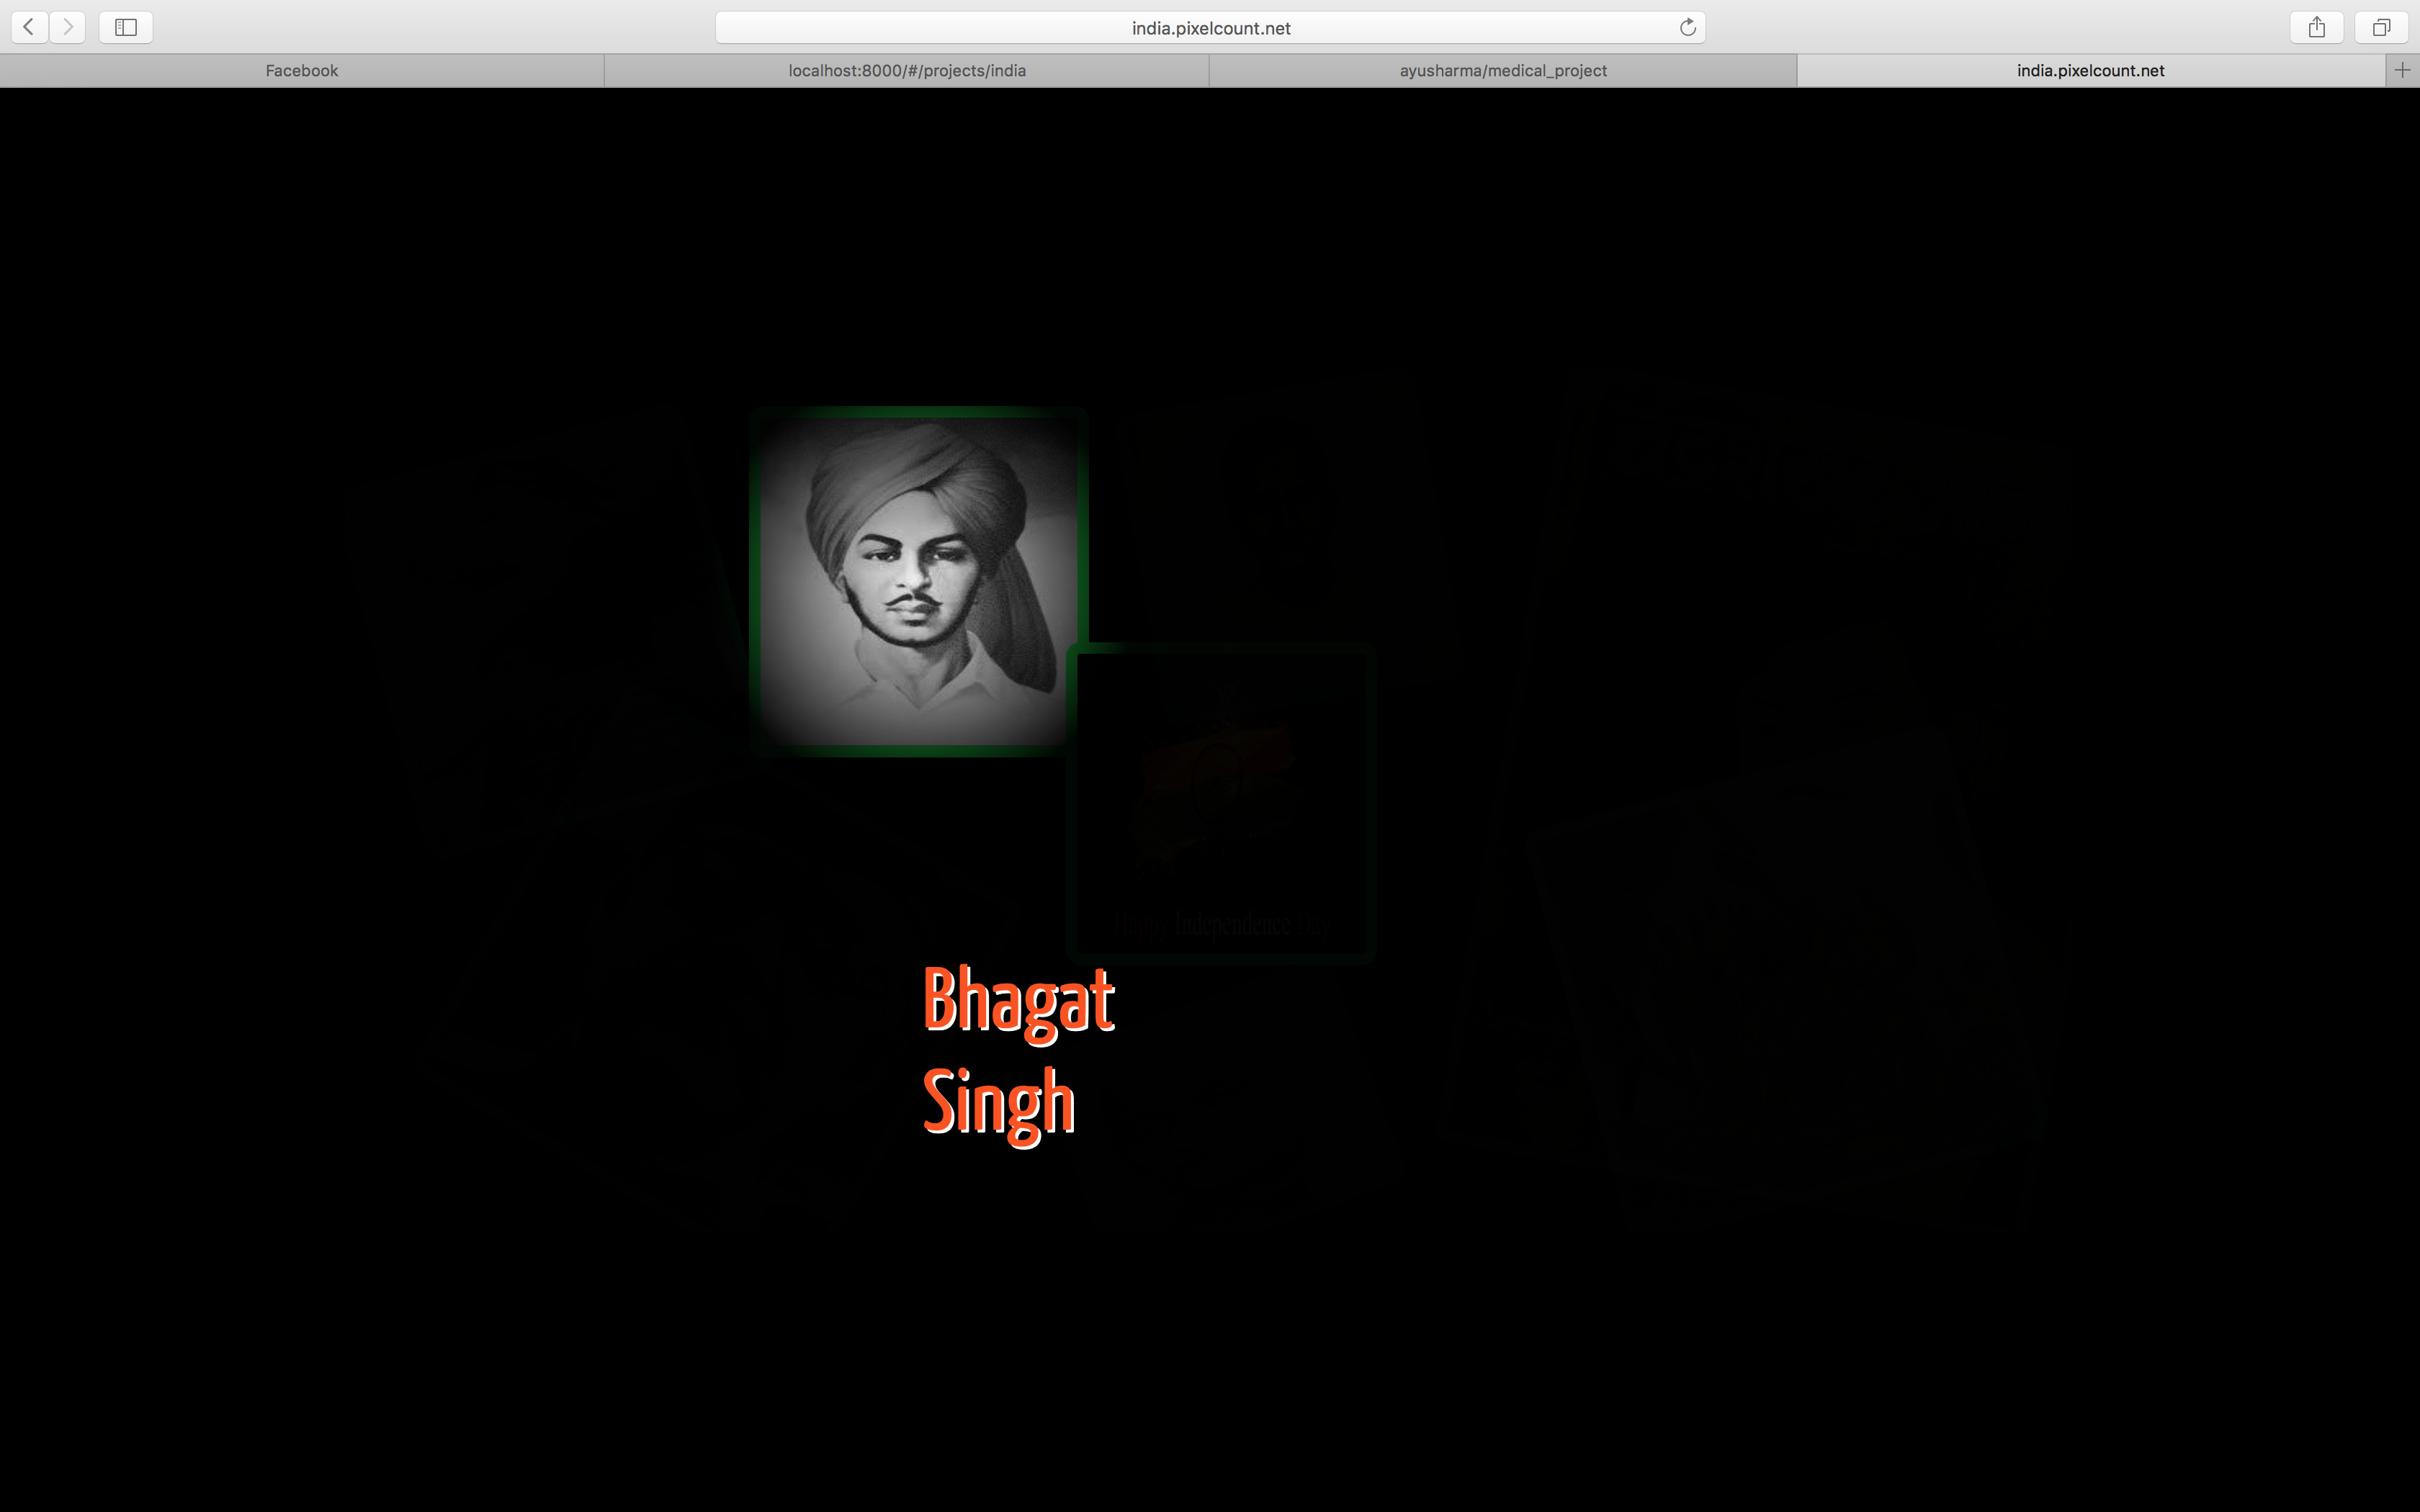 india.pixelcount.net
Facebook
localhost:8000/#/projects/india
ayusharma/medical_project
india.pixelcount.net
Happy Independence Day
Bhagat
Singh